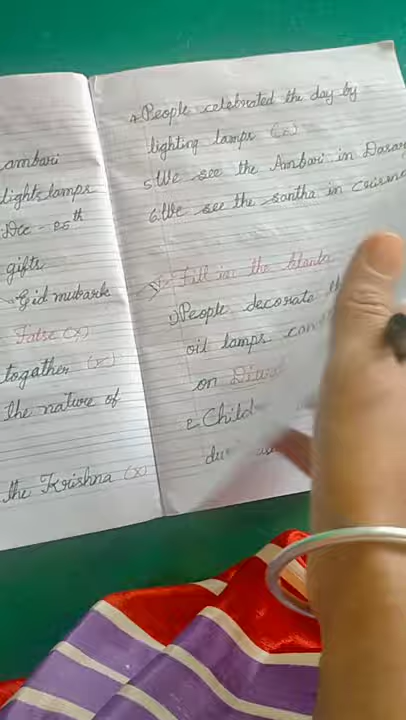 ambari
lights lamps
Dec - 25th
gifts
Eid mubarak
False (x)
togather (x)
the nature of
the Krishna (x)
4. People celebrated the day by
lighting lamps
5. We see the Ambari in
6. We see the santha in
Fill in the blanks
1) People decorate
oil lamps
on
2. Child